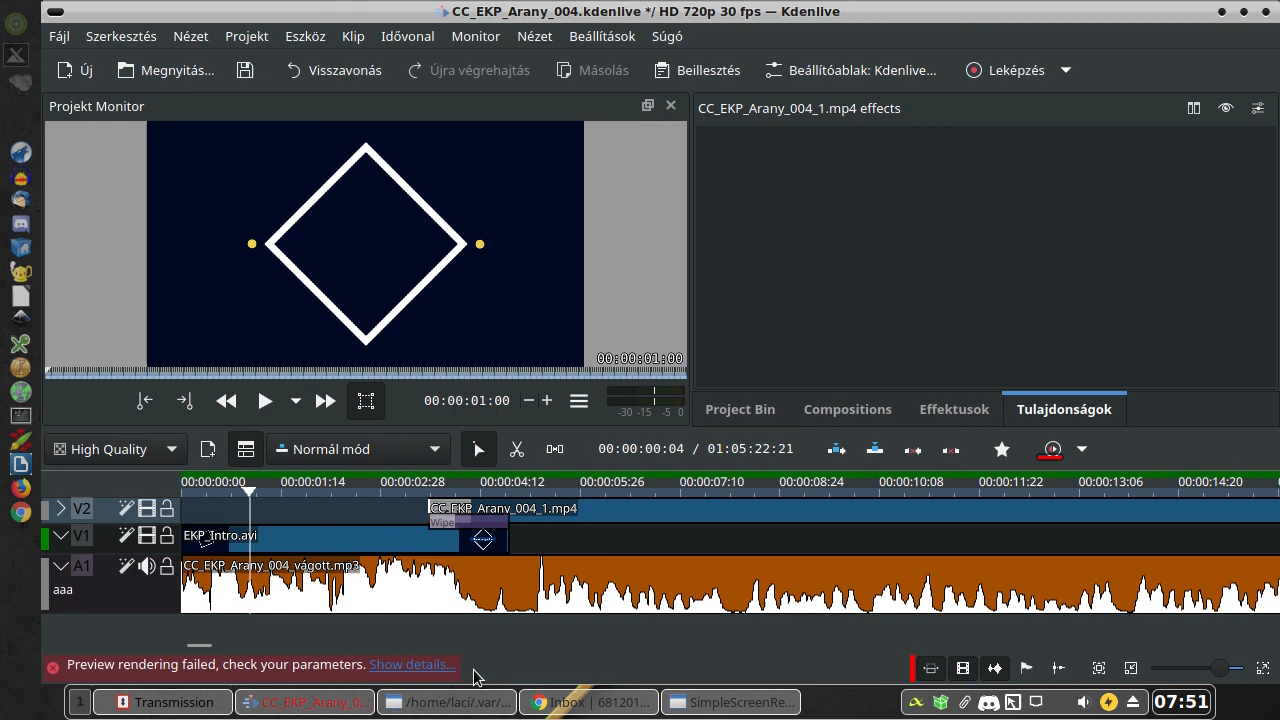 CC_EKP_Arany_004.kdenlive */ HD 720p 30 fps — Kdenlive
Fájl Szerkesztés Nézet Projekt Eszköz Klip Idővonal Monitor Nézet Beállítások Súgó
Új Megnyitás... Visszavonás Újra végrehajtás Másolás Beillesztés Beállítóablak: Kdenlive... Leképzés
Projekt Monitor
CC_EKP_Arany_004_1.mp4 effects
00:00:01:00
00:00:01:00
-30 -15 -5 0
Project Bin Compositions Effektusok Tulajdonságok
High Quality Normál mód 00:00:00:04 / 01:05:22:21
00:00:00:00 00:00:01:14 00:00:02:28 00:00:04:12 00:00:05:26 00:00:07:10 00:00:08:24 00:00:10:08 00:00:11:22 00:00:13:06 00:00:14:20
V2 CC_EKP_Arany_004_1.mp4
Wipe
V1 EKP_Intro.avi
A1 CC_EKP_Arany_004_vágott.mp3
aaa
Preview rendering failed, check your parameters. Show details...
1 Transmission CC_EKP_Arany_0... /home/laci/.var/... Inbox | 681201... SimpleScreenRe... 07:51